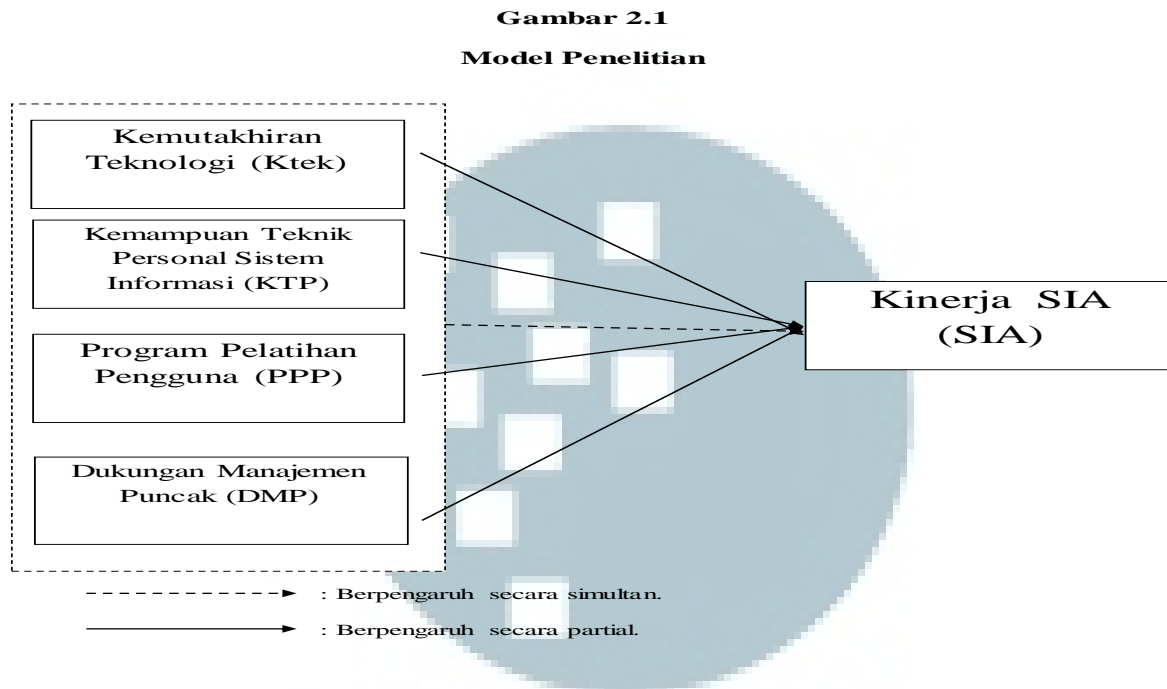 Gambar 2.1
Model Penelitian
Kemutakhiran
Teknologi (Ktek)
Kemampuan Teknik
Personal Sistem
Informasi (KTP)
Program Pelatihan
Pengguna (PPP)
Dukungan Manajemen
Puncak (DMP)
Kinerja SIA
(SIA)
: Berpengaruh secara simultan.
: Berpengaruh secara partial.